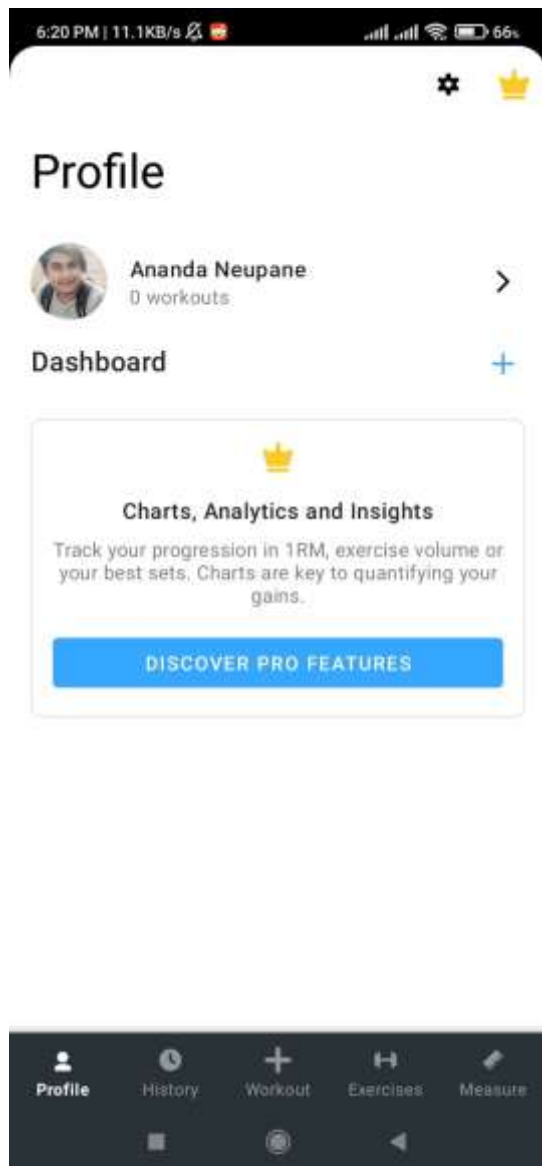 6:20 PM | 11.1KB/s 66%
Profile
Ananda Neupane
0 workouts
Dashboard
Charts, Analytics and Insights
Track your progression in 1RM, exercise volume or
your best sets. Charts are key to quantifying your
gains.
DISCOVER PRO FEATURES
Profile History Workout Exercises Measure